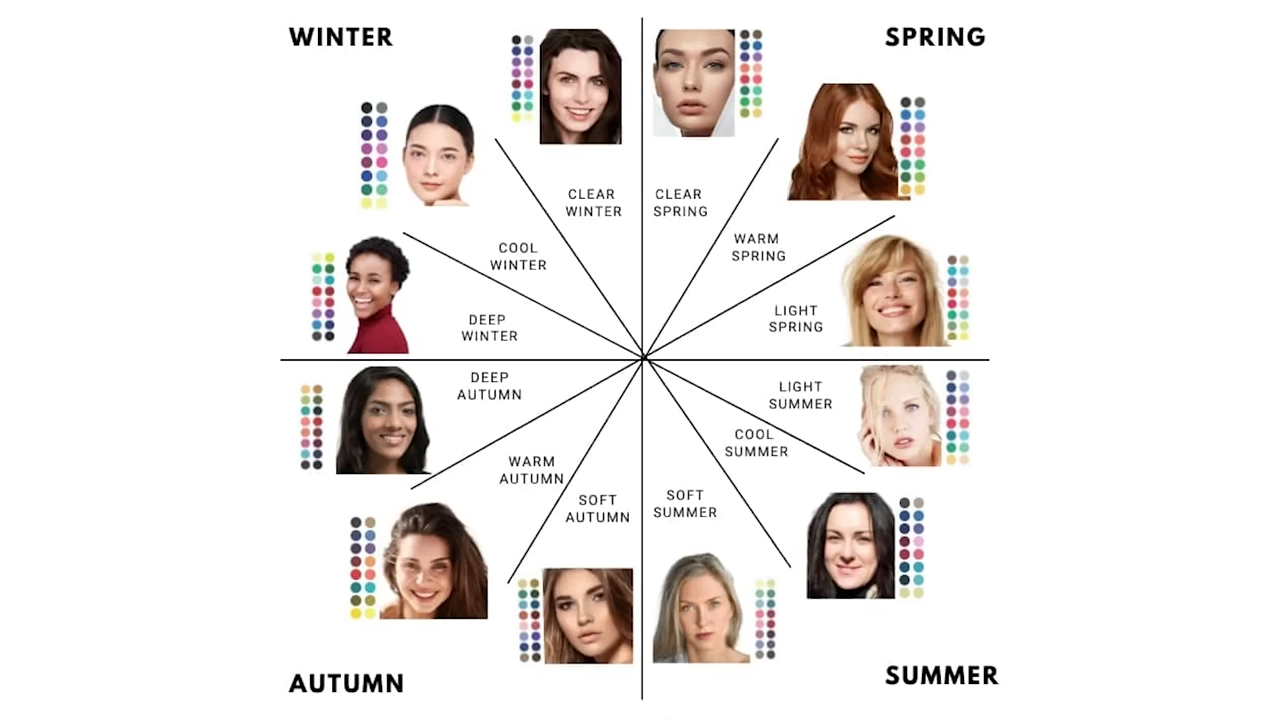 WINTER
SPRING
CLEAR
WINTER
CLEAR
SPRING
COOL
WINTER
WARM
SPRING
DEEP
WINTER
LIGHT
SPRING
DEEP
AUTUMN
LIGHT
SUMMER
WARM
AUTUMN
COOL
SUMMER
SOFT
AUTUMN
SOFT
SUMMER
AUTUMN
SUMMER